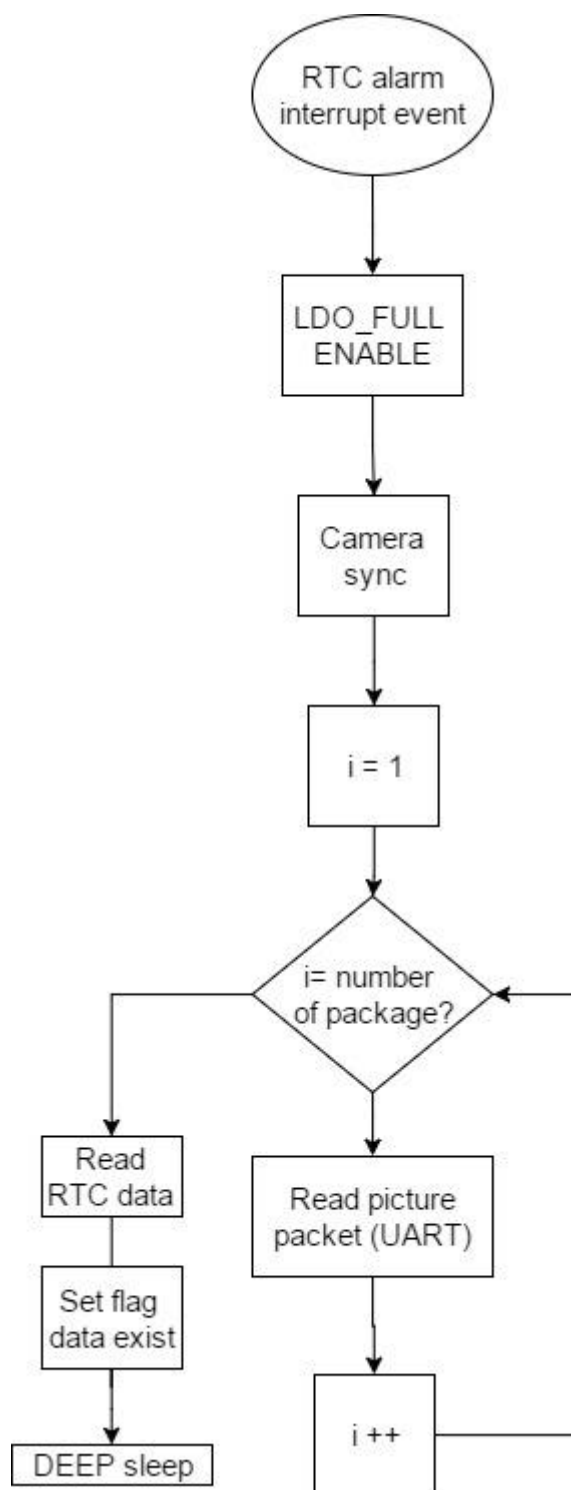 RTC alarm
interrupt event
LDO_FULL
ENABLE
Camera
sync
i = 1
i= number
of package?
Read
RTC data
Set flag
data exist
DEEP sleep
Read picture
packet (UART)
i ++